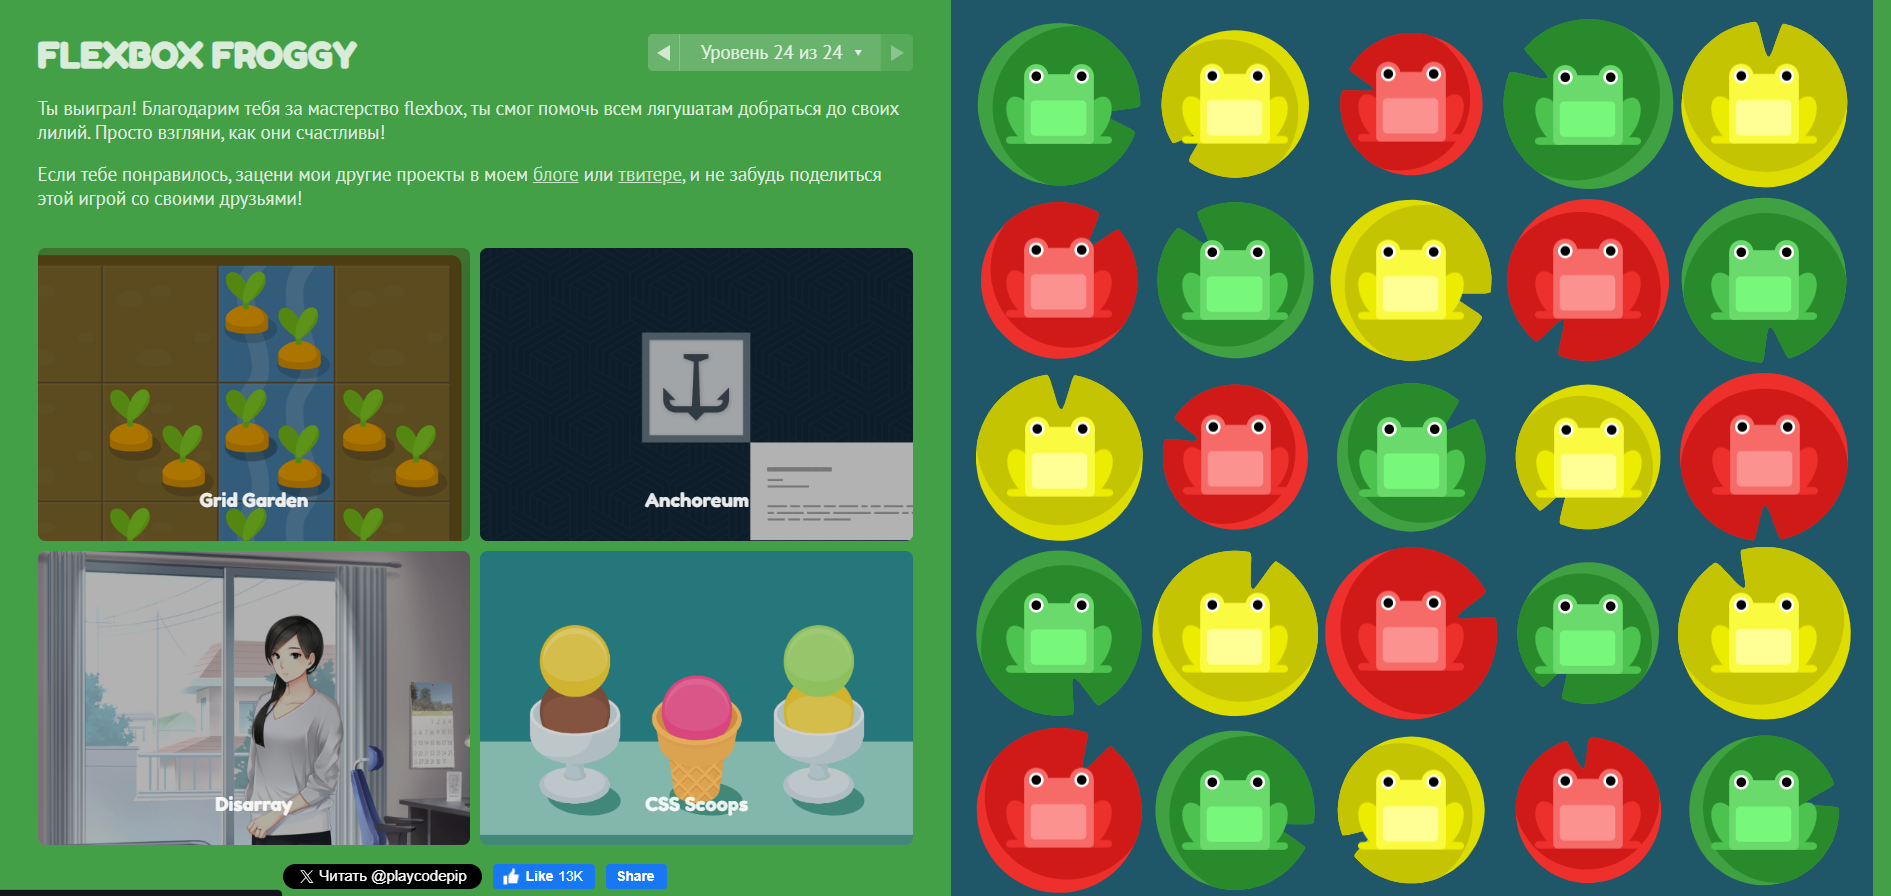 FLEXBOX FROGGY
Уровень 24 из 24
Ты выиграл! Благодарим тебя за мастерство flexbox, ты смог помочь всем лягушатам добраться до своих
лилий. Просто взгляни, как они счастливы!
Если тебе понравилось, зацени мои другие проекты в моем блоге или твитере, и не забудь поделиться
этой игрой со своими друзьями!
Grid Garden
Anchoreum
Disarray
CSS Scoops
Читать @playcodepip
Like 13K
Share